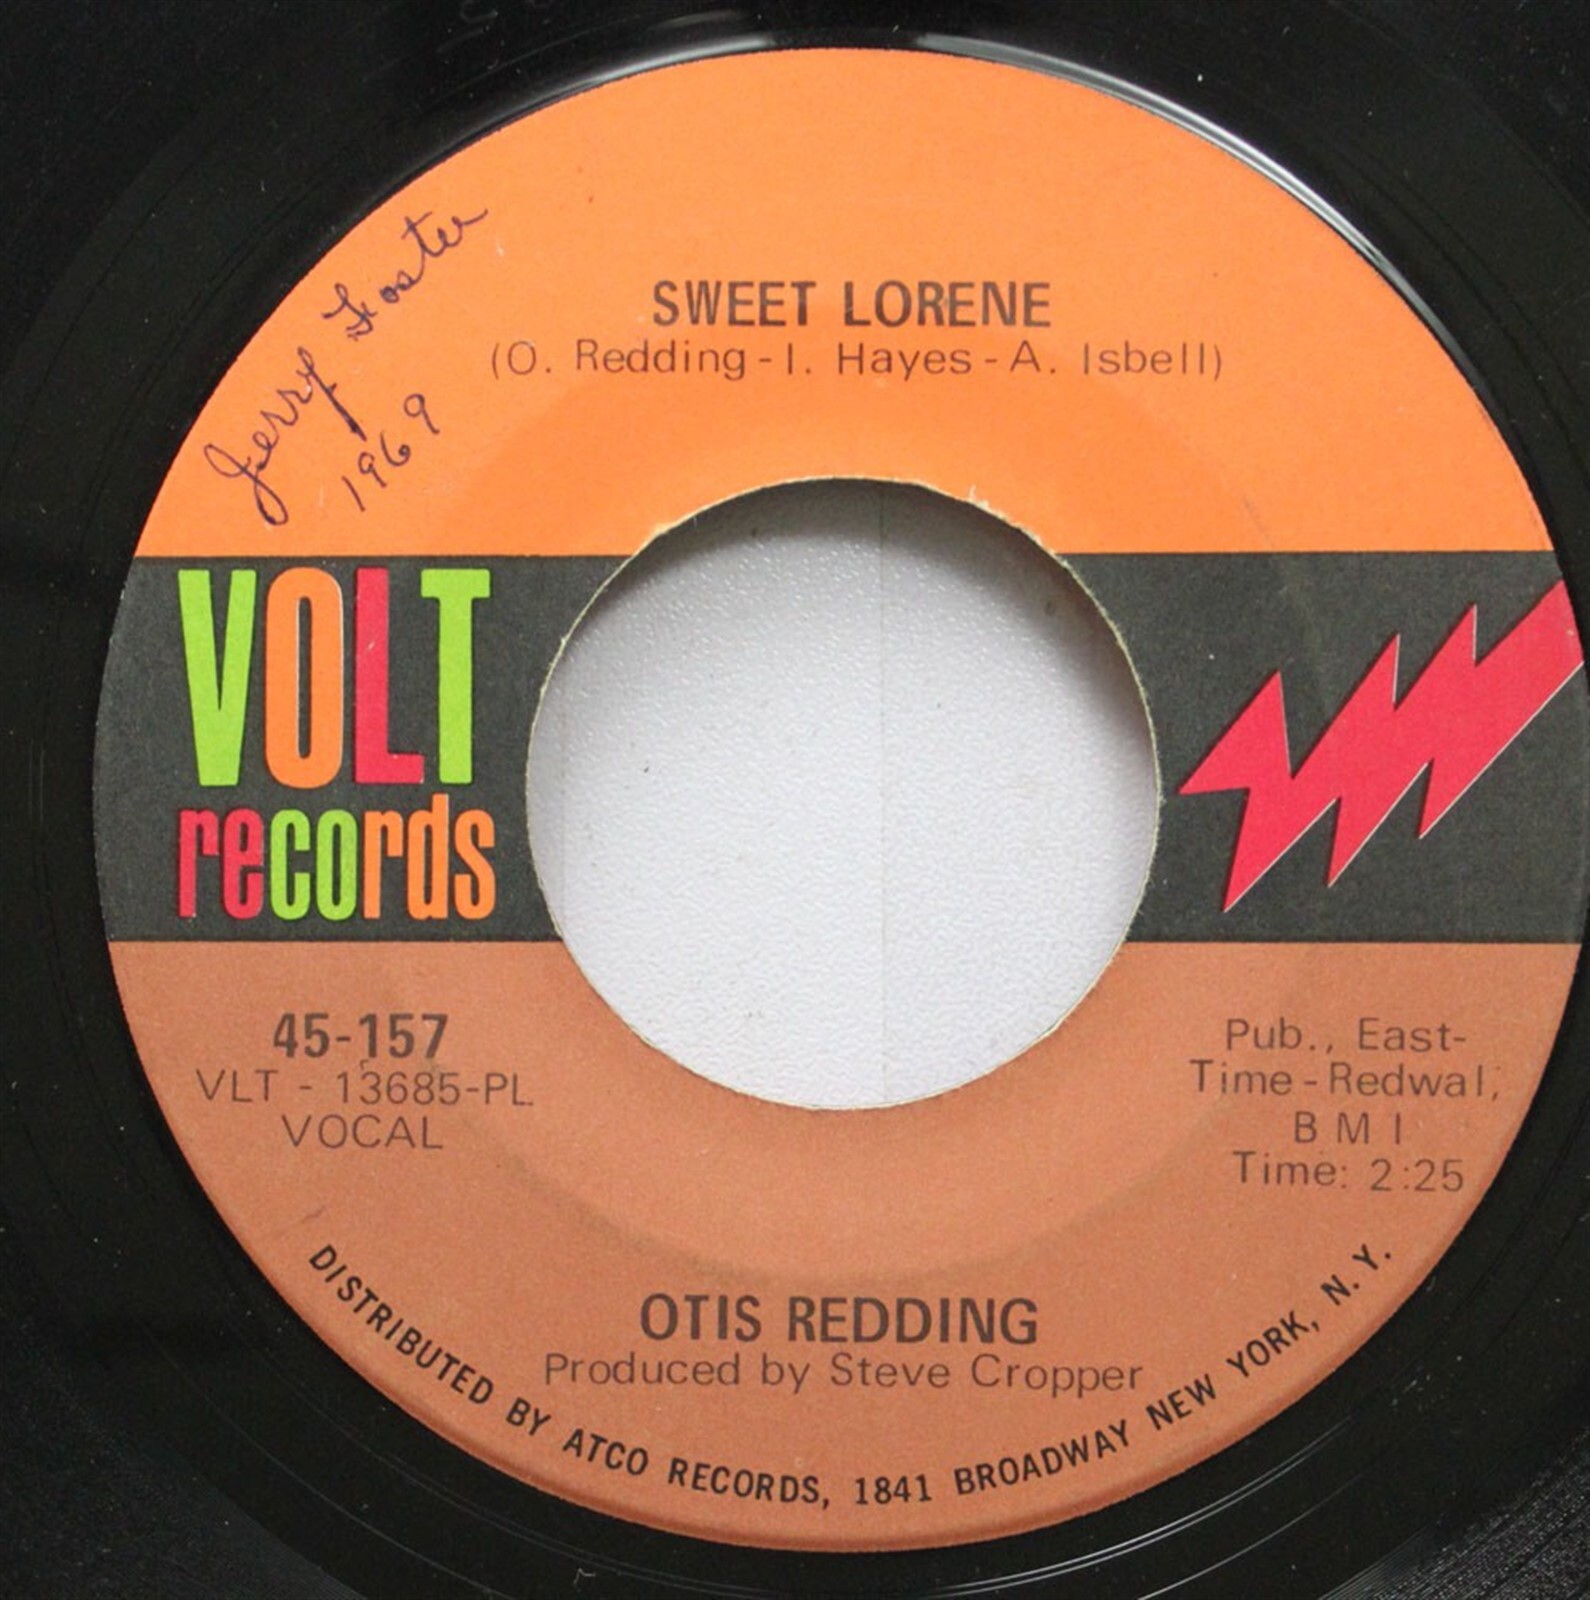 Jerry Foster
1969
SWEET LORENE
(O. Redding-I. Hayes-A. Isbell)
VOLT
records
45-157
VLT - 13685-PL
VOCAL
Pub., East-
Time-Redwal,
B M I
Time: 2:25
OTIS REDDING
Produced by Steve Cropper
DISTRIBUTED BY ATCO RECORDS, 1841 BROADWAY NEW YORK, N. Y.